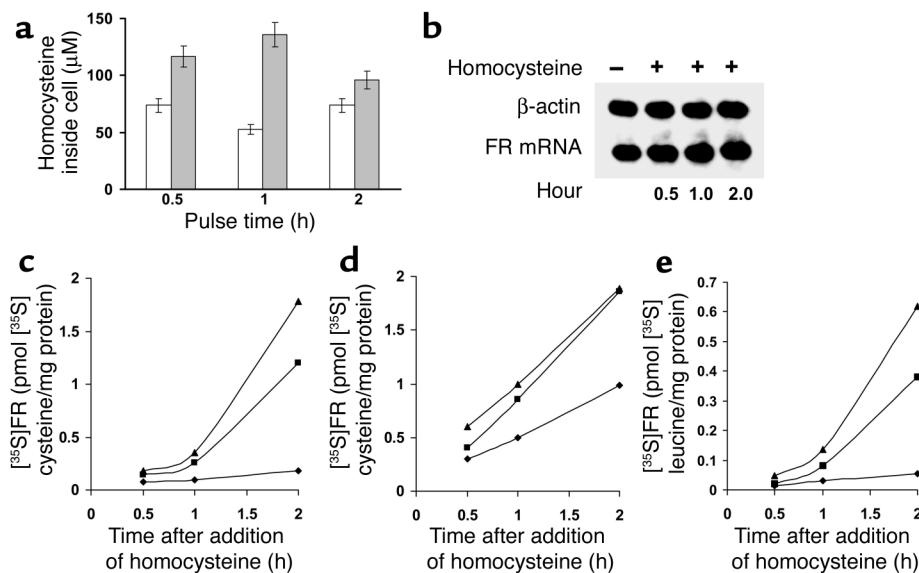 a
Homocysteine
inside cell (μM)
150
100
50
0
0.5 1 2
Pulse time (h)
b
Homocysteine – + + +
β-actin
FR mRNA
Hour 0.5 1.0 2.0
c
[³⁵S]FR (pmol [³⁵S]
cysteine/mg protein)
2
1.5
1
0.5
0
0 0.5 1 1.5 2
Time after addition
of homocysteine (h)
d
[³⁵S]FR (pmol [³⁵S]
cysteine/mg protein)
2
1.5
1
0.5
0
0 0.5 1 1.5 2
Time after addition
of homocysteine (h)
e
[³⁵S]FR (pmol [³⁵S]
leucine/mg protein)
0.7
0.6
0.5
0.4
0.3
0.2
0.1
0
0 0.5 1 1.5 2
Time after addition
of homocysteine (h)